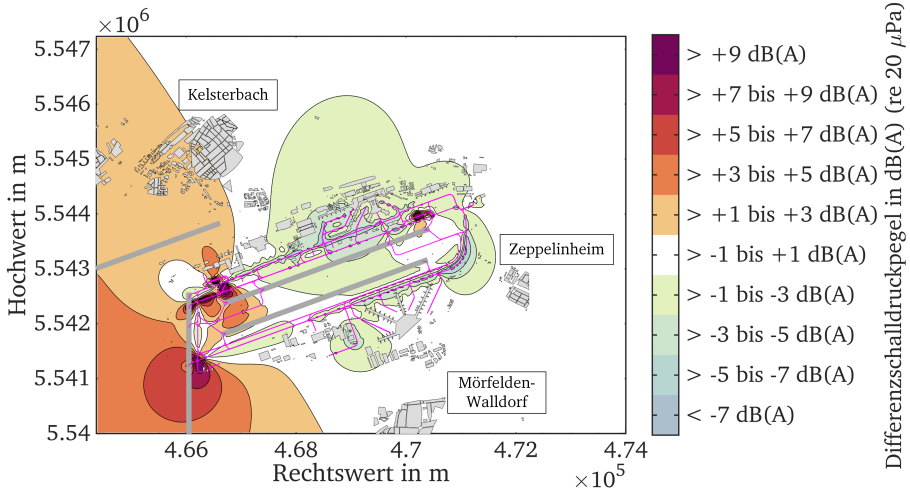 ×10⁶
5.547
5.546
5.545
5.544
5.543
5.542
5.541
5.54
Hochwert in m
Kelsterbach
Zeppelinheim
Mörfelden-
Walldorf
4.66
4.68
4.7
4.72
4.74
Rechtswert in m
×10⁵
> +9 dB(A)
> +7 bis +9 dB(A)
> +5 bis +7 dB(A)
> +3 bis +5 dB(A)
> +1 bis +3 dB(A)
> -1 bis +1 dB(A)
> -1 bis -3 dB(A)
> -3 bis -5 dB(A)
> -5 bis -7 dB(A)
< -7 dB(A)
Differenzschalldruckpegel in dB(A) (re 20 μPa)